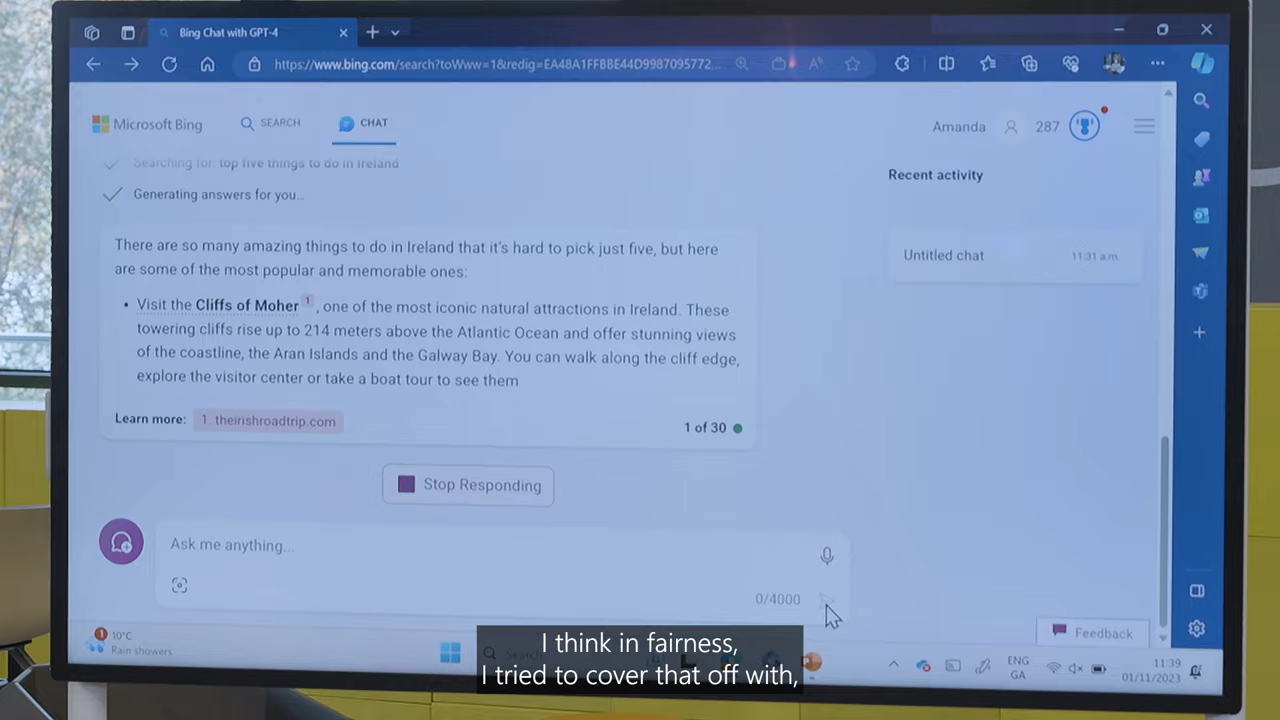 Bing Chat with GPT-4
https://www.bing.com/search?toWww=1&redig=EA48A1FFBBE44D9987095772...
Microsoft Bing
SEARCH
CHAT
Amanda
287
Searching for: top five things to do in Ireland
Generating answers for you...
Recent activity
There are so many amazing things to do in Ireland that it's hard to pick just five, but here
are some of the most popular and memorable ones:
Untitled chat
11:31 a.m.
• Visit the Cliffs of Moher 1 , one of the most iconic natural attractions in Ireland. These
towering cliffs rise up to 214 meters above the Atlantic Ocean and offer stunning views
of the coastline, the Aran Islands and the Galway Bay. You can walk along the cliff edge,
explore the visitor center or take a boat tour to see them
Learn more: 1. theirishroadtrip.com
1 of 30
Stop Responding
Ask me anything...
0/4000
Feedback
1
10°C
Rain showers
Search
ENG
GA
11:39
01/11/2023
I think in fairness,
I tried to cover that off with,